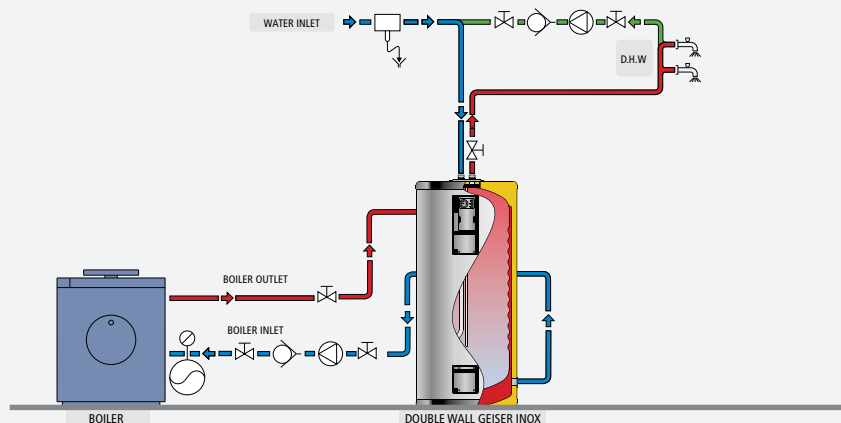 WATER INLET
D.H.W
BOILER OUTLET
BOILER INLET
BOILER
DOUBLE WALL GEISER INOX